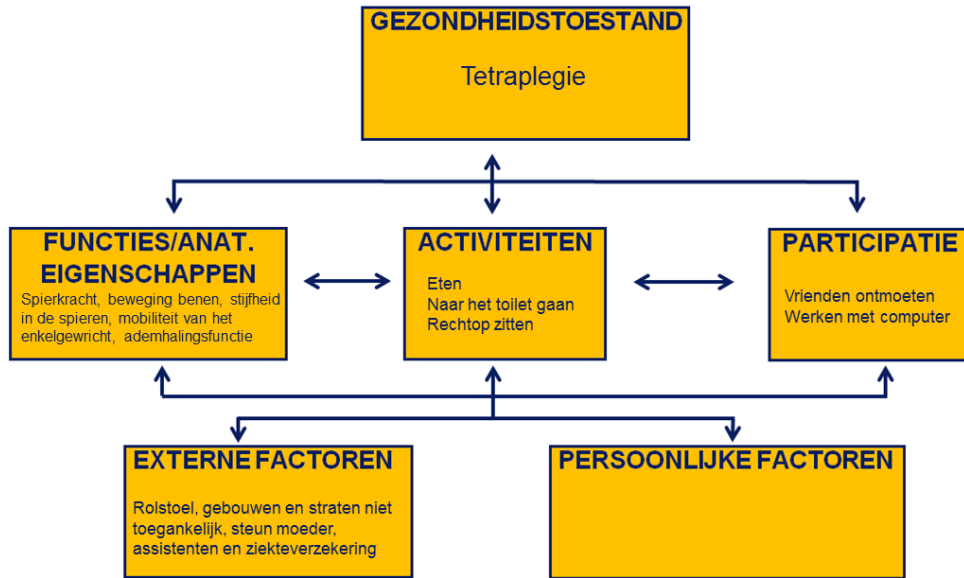 GEZONDHEIDSTOESTAND
Tetraplegie
FUNCTIES/ANAT.
EIGENSCHAPPEN
Spierkracht, beweging benen, stijfheid
in de spieren, mobiliteit van het
enkelgewricht, ademhalingsfunctie
ACTIVITEITEN
Eten
Naar het toilet gaan
Rechtop zitten
PARTICIPATIE
Vrienden ontmoeten
Werken met computer
EXTERNE FACTOREN
Rolstoel, gebouwen en straten niet
toegankelijk, steun moeder,
assistenten en ziekteverzekering
PERSOONLIJKE FACTOREN